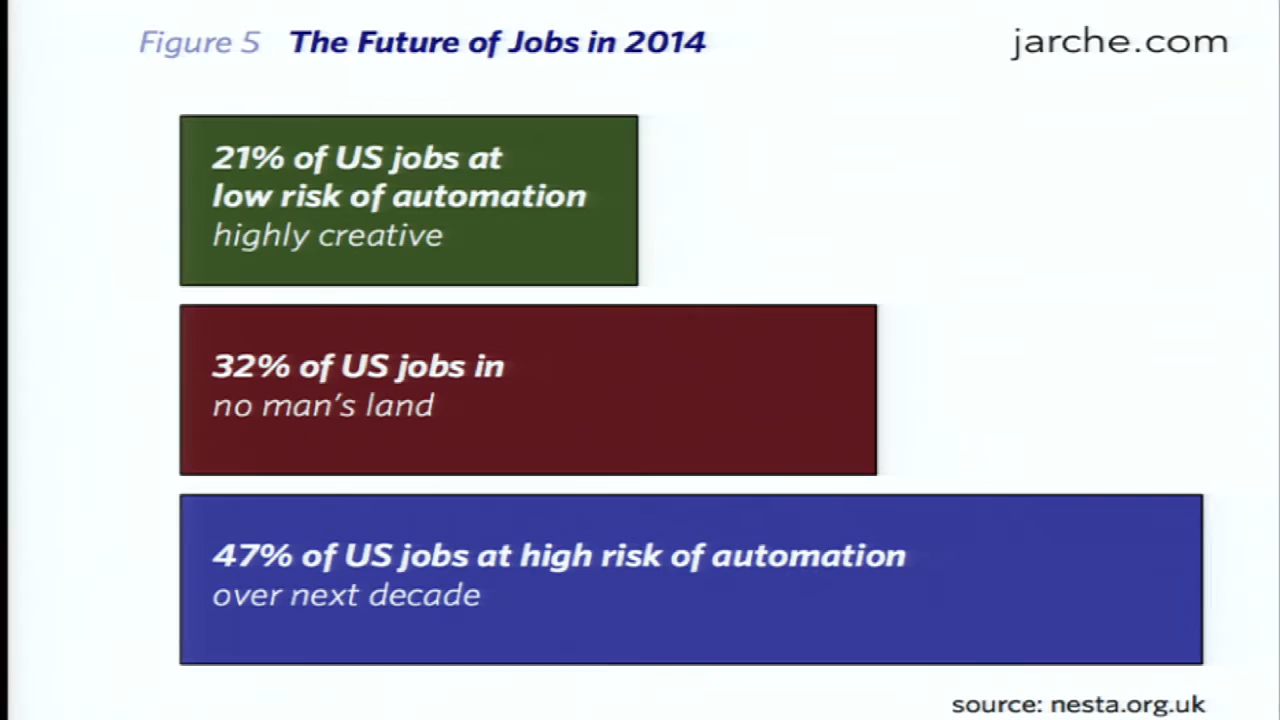 Figure 5 The Future of Jobs in 2014
jarche.com
21% of US jobs at
low risk of automation
highly creative
32% of US jobs in
no man's land
47% of US jobs at high risk of automation
over next decade
source: nesta.org.uk